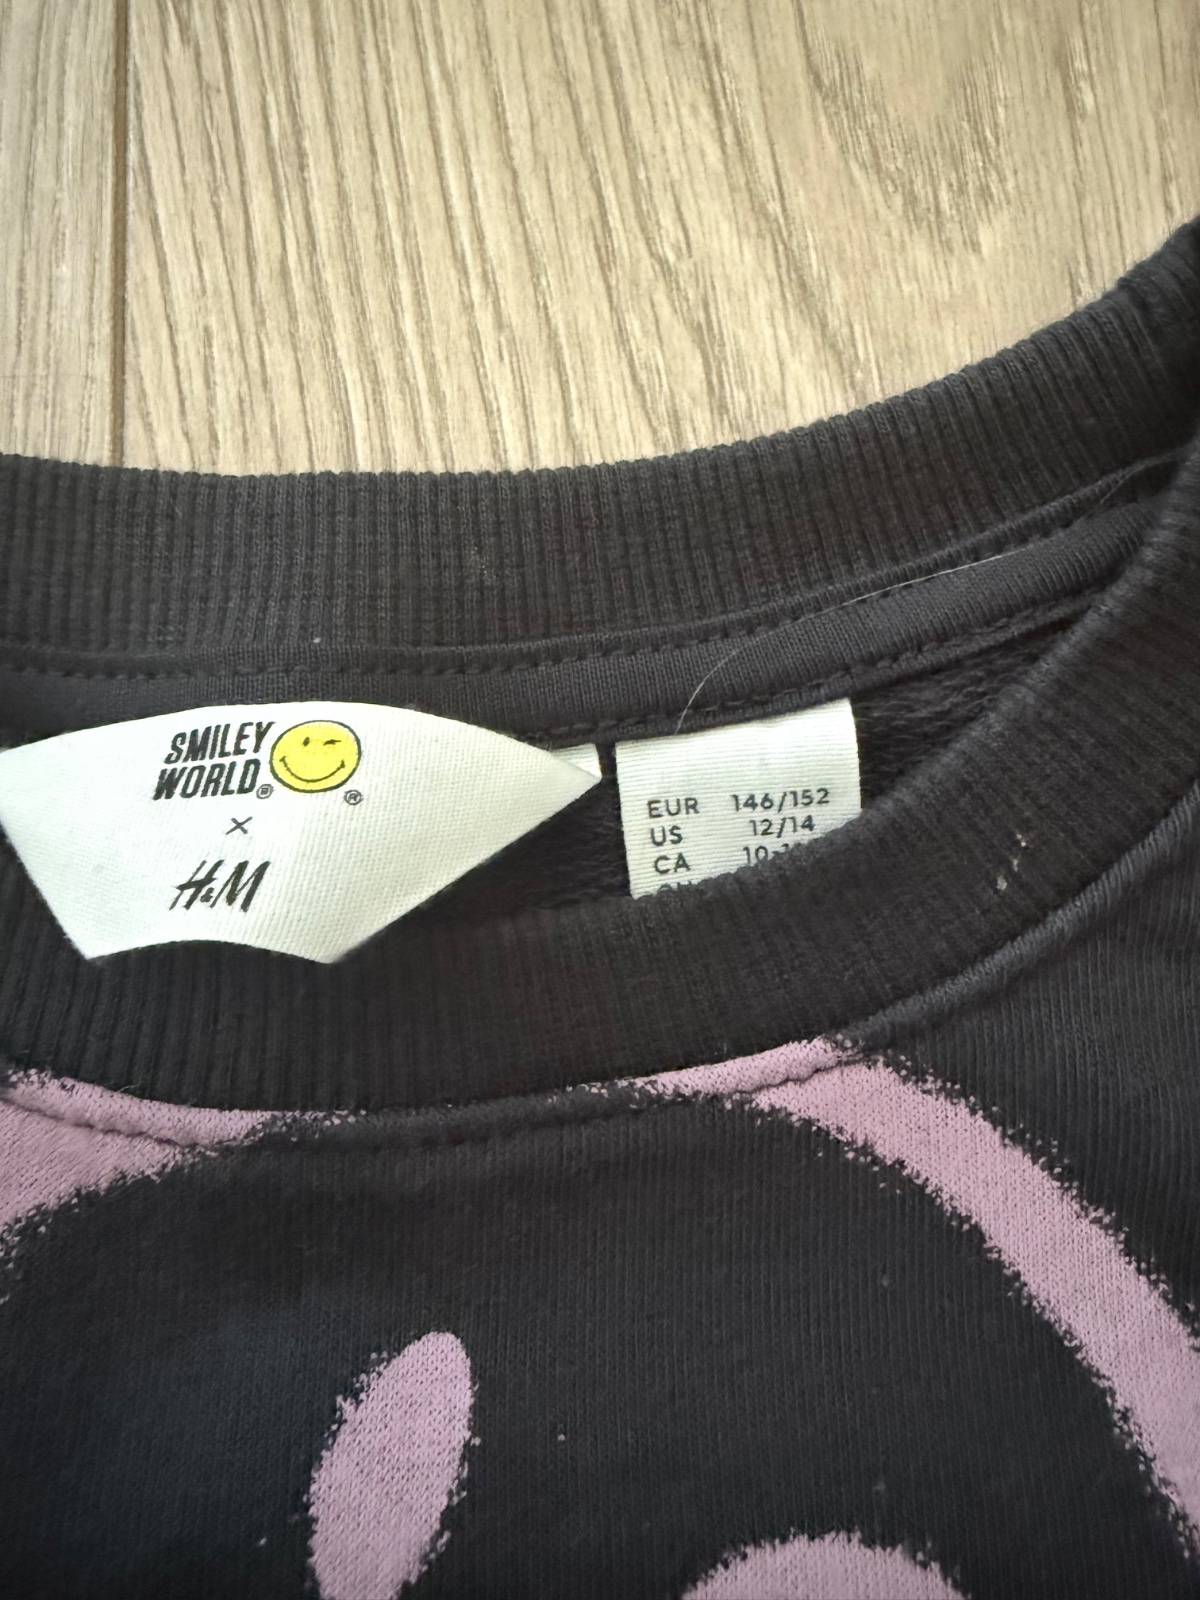 SMILEY
WORLD®
®
×
H&M
EUR 146/152
US 12/14
CA